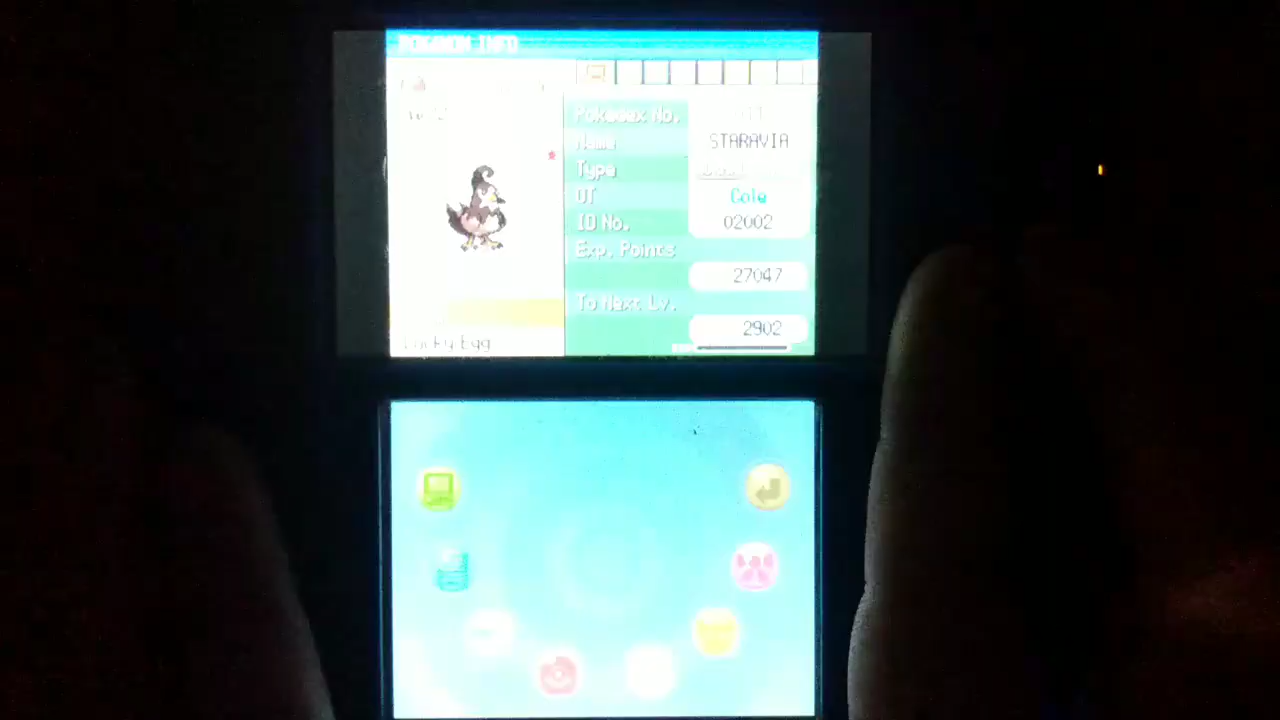 POKéMON INFO
Pokédex No.
Name STARAVIA
Type
OT Cole
ID No. 02002
Exp. Points
27047
To Next Lv.
2902
Lucky Egg